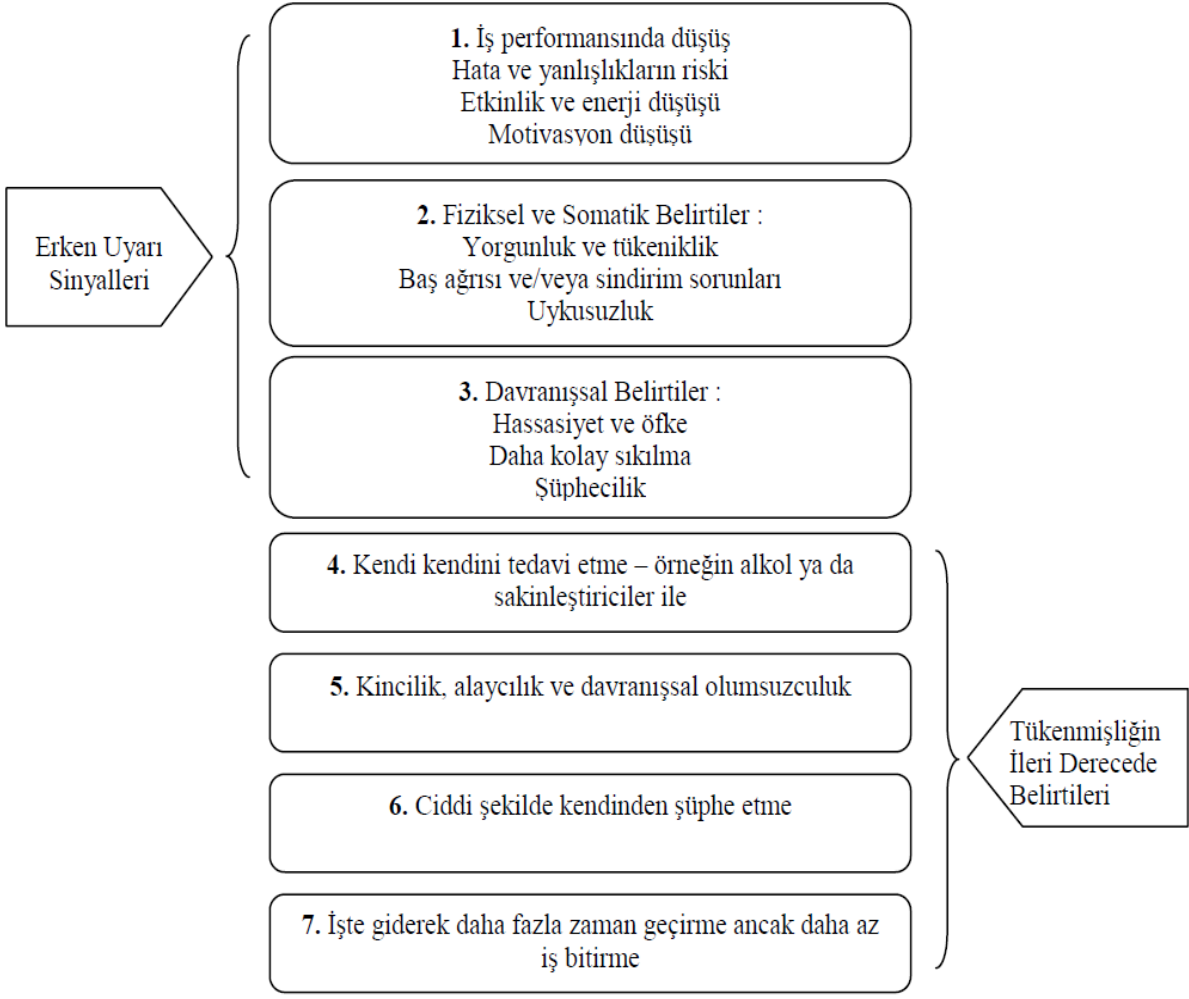 1. İş performansında düşüş
Hata ve yanlışlıkların riski
Etkinlik ve enerji düşüşü
Motivasyon düşüşü
Erken Uyarı
Sinyalleri
2. Fiziksel ve Somatik Belirtiler :
Yorgunluk ve tükeniklik
Baş ağrısı ve/veya sindirim sorunları
Uykusuzluk
3. Davranışsal Belirtiler :
Hassasiyet ve öfke
Daha kolay sıkılma
Şüphecilik
4. Kendi kendini tedavi etme – örneğin alkol ya da
sakinleştiriciler ile
5. Kincilik, alaycılık ve davranışsal olumsuzculuk
Tükenmişliğin
İleri Derecede
Belirtileri
6. Ciddi şekilde kendinden şüphe etme
7. İşte giderek daha fazla zaman geçirme ancak daha az
iş bitirme